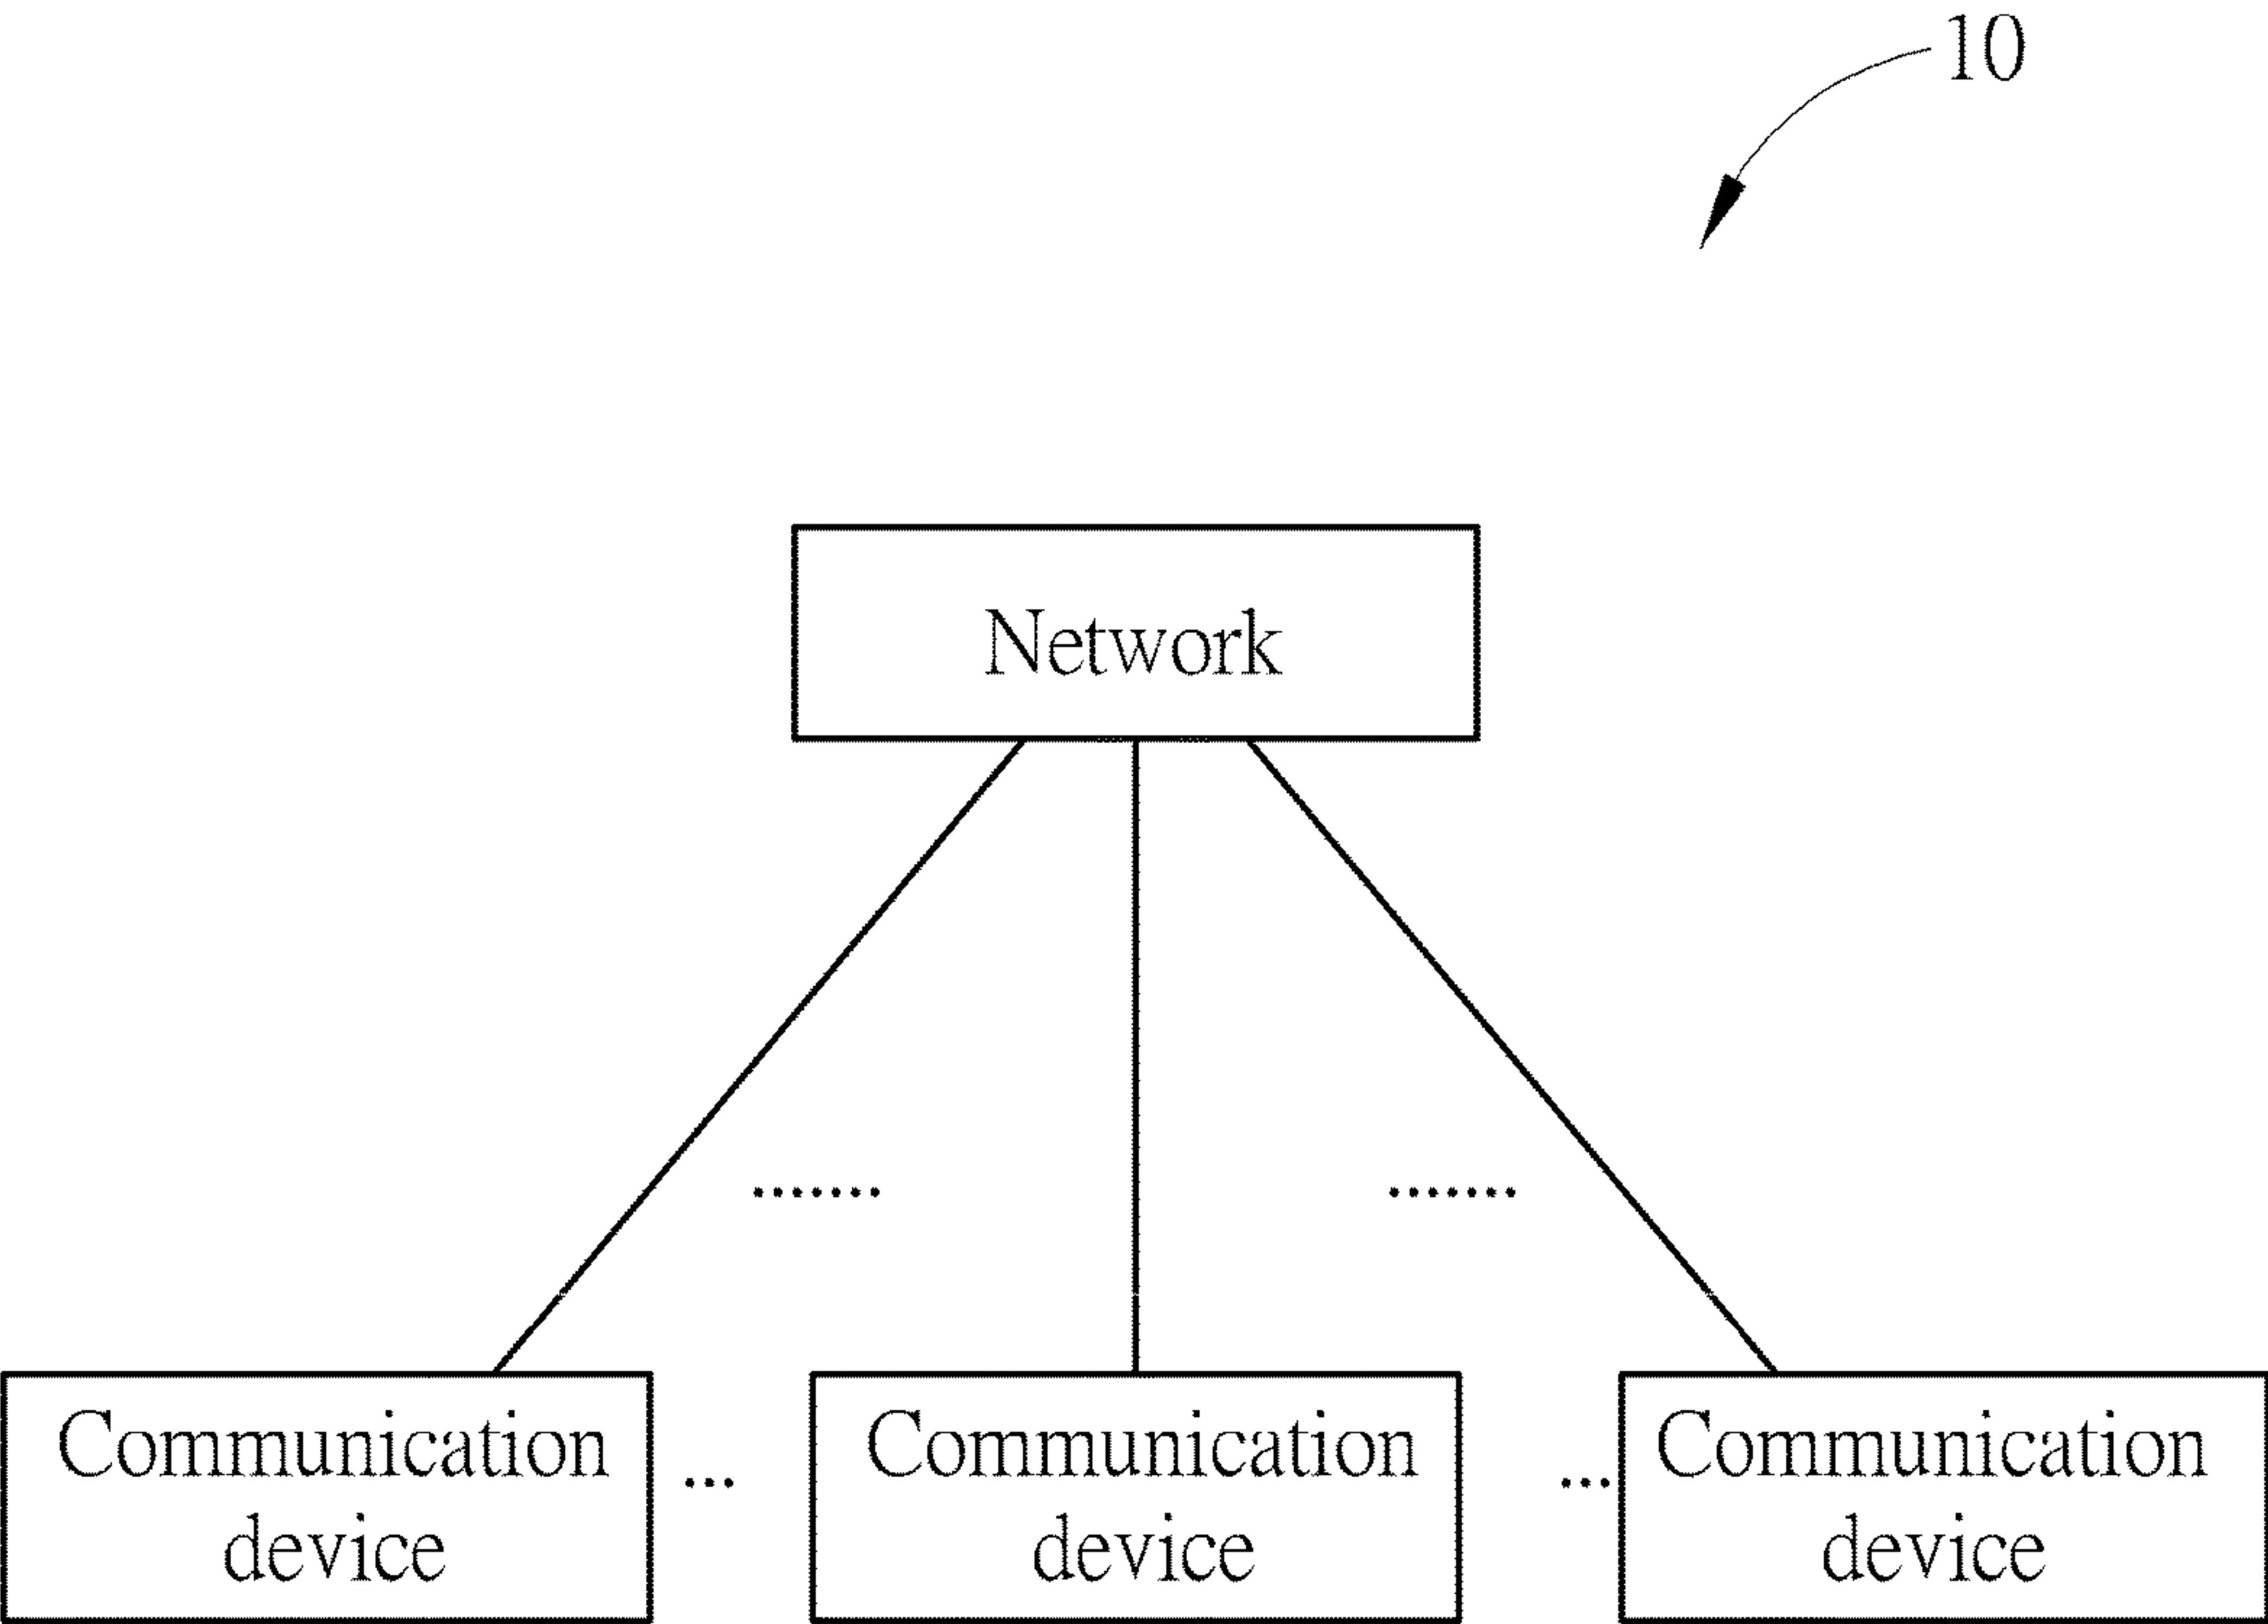 10
Network
.......
.......
Communication
device
...
Communication
device
...
Communication
device